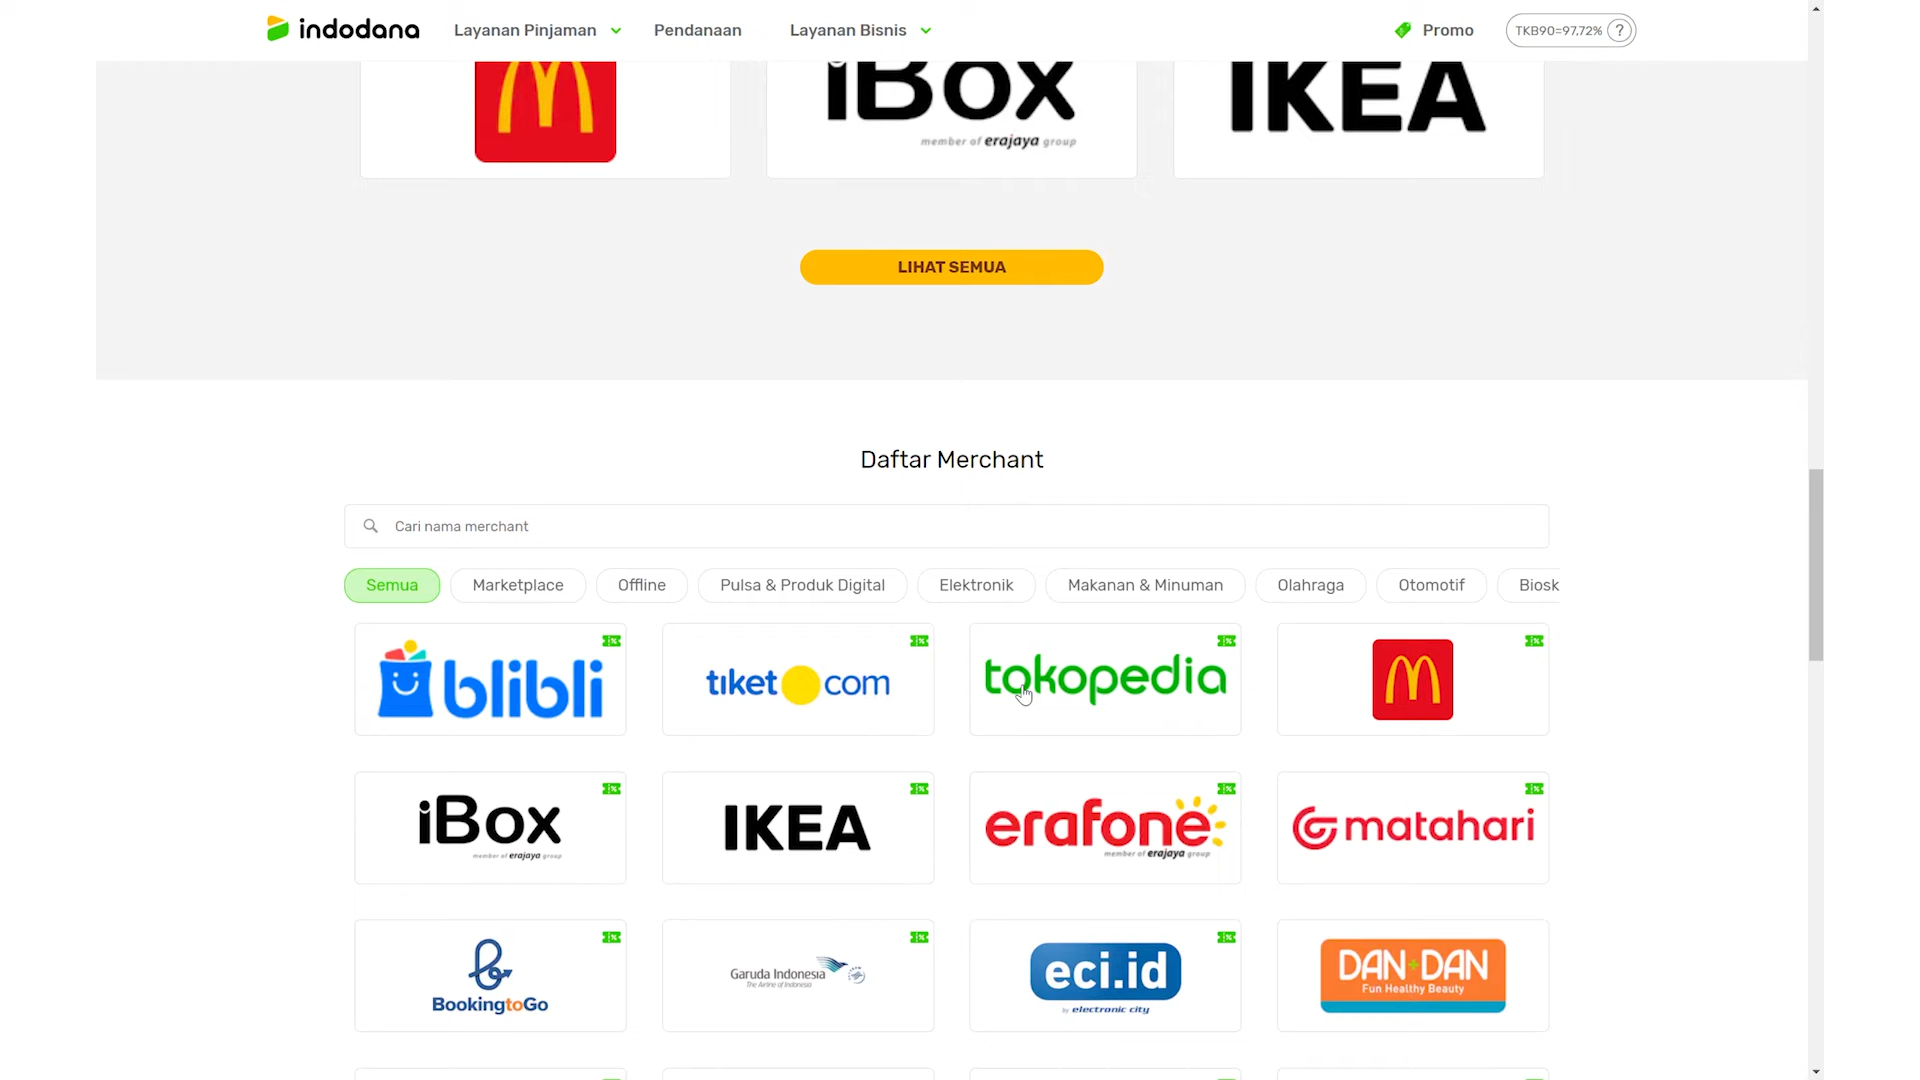 indodana
Layanan Pinjaman
Pendanaan
Layanan Bisnis
Promo
TKB90=97,72% ?
iBox
member of erajaya group
IKEA
LIHAT SEMUA
Daftar Merchant
Cari nama merchant
Semua
Marketplace
Offline
Pulsa & Produk Digital
Elektronik
Makanan & Minuman
Olahraga
Otomotif
Biosk
blibli
tiket com
tokopedia
iBox
member of erajaya group
IKEA
erafone
member of erajaya group
matahari
BookingtoGo
Garuda Indonesia
The Airline of Indonesia
eci.id
by electronic city
DAN+DAN
Fun Healthy Beauty